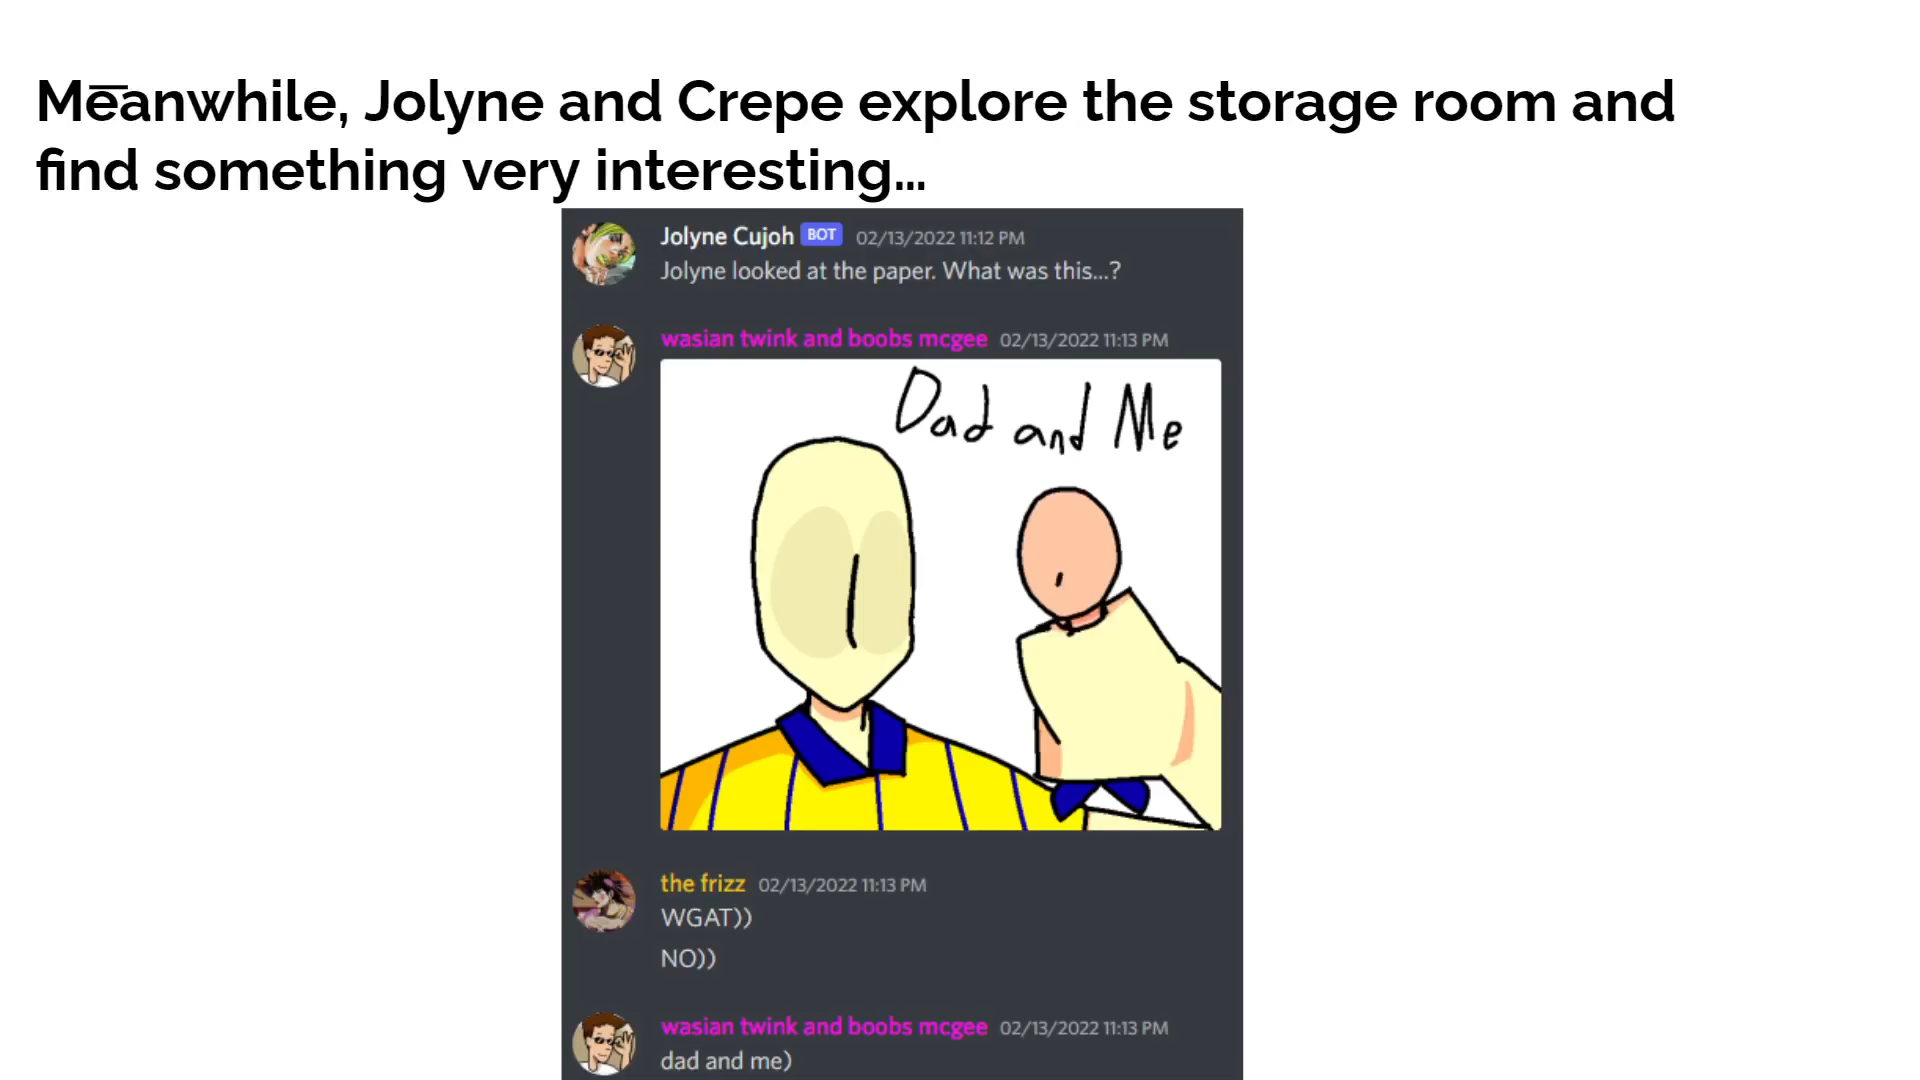 Meanwhile, Jolyne and Crepe explore the storage room and
find something very interesting...
Jolyne Cujoh BOT 02/13/2022 11:12 PM
Jolyne looked at the paper. What was this...?
wasian twink and boobs mcgee 02/13/2022 11:13 PM
Dad and Me
the frizz 02/13/2022 11:13 PM
WGAT))
NO))
wasian twink and boobs mcgee 02/13/2022 11:13 PM
dad and me)